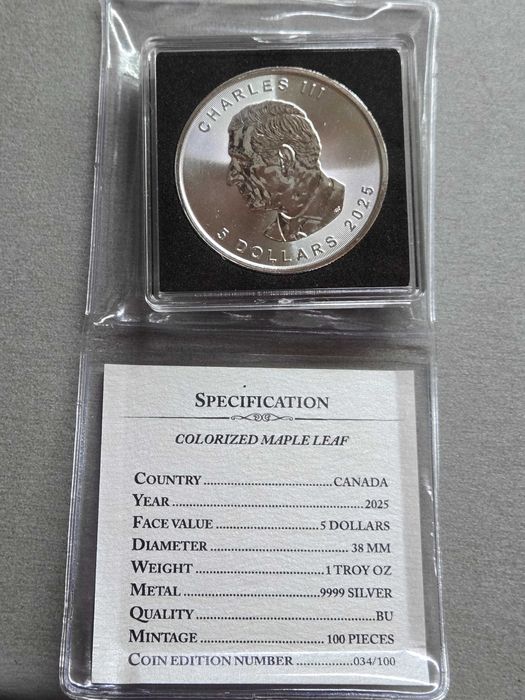 CHARLES III
5 DOLLARS 2025
SPECIFICATION
COLORIZED MAPLE LEAF
COUNTRY..........................CANADA
YEAR.............................................2025
FACE VALUE.....................5 DOLLARS
DIAMETER............................38 MM
WEIGHT..........................1 TROY OZ
METAL...........................9999 SILVER
QUALITY.....................................BU
MINTAGE.........................100 PIECES
COIN EDITION NUMBER...............034/100